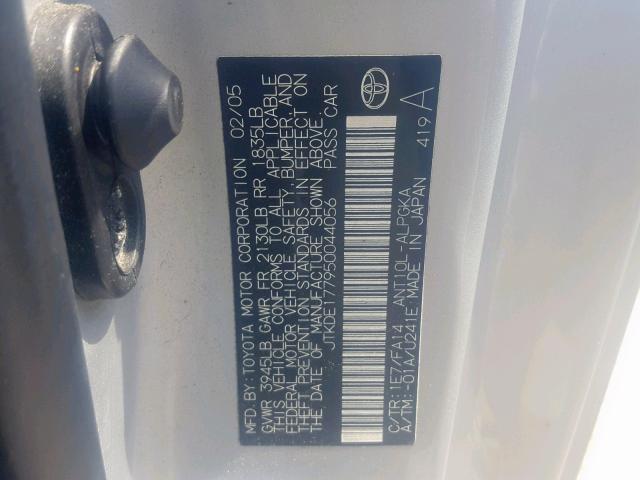 MFD.BY:TOYOTA MOTOR CORPORATION 02/05
GVWR 3945LB GAWR FR 2130LB RR 1835LB
THIS VEHICLE CONFORMS TO ALL APPLICABLE
FEDERAL MOTOR VEHICLE SAFETY, BUMPER, AND
THEFT PREVENTION STANDARDS IN EFFECT ON
THE DATE OF MANUFACTURE SHOWN ABOVE.
JTKDE177950044056 PASS CAR
C/TR:1E7/FA14 ANT10L-ALPGKA
A/TM:-01A/U241E MADE IN JAPAN 419 A